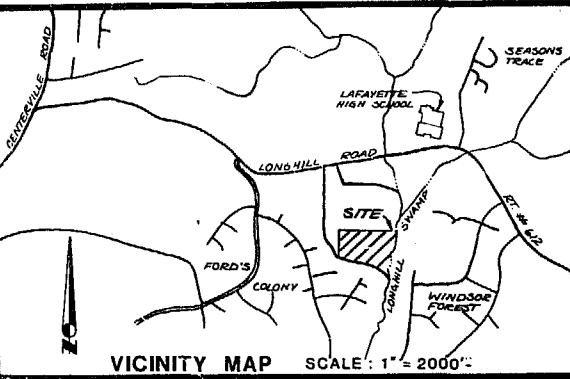 CENTERVILLE ROAD
SEASONS
TRACE
LAFAYETTE
HIGH SCHOOL
LONGHILL ROAD
RT. # 612
SITE
LONGHILL SWAMP
FORD'S
COLONY
WINDSOR
FOREST
VICINITY MAP SCALE : 1" = 2000'